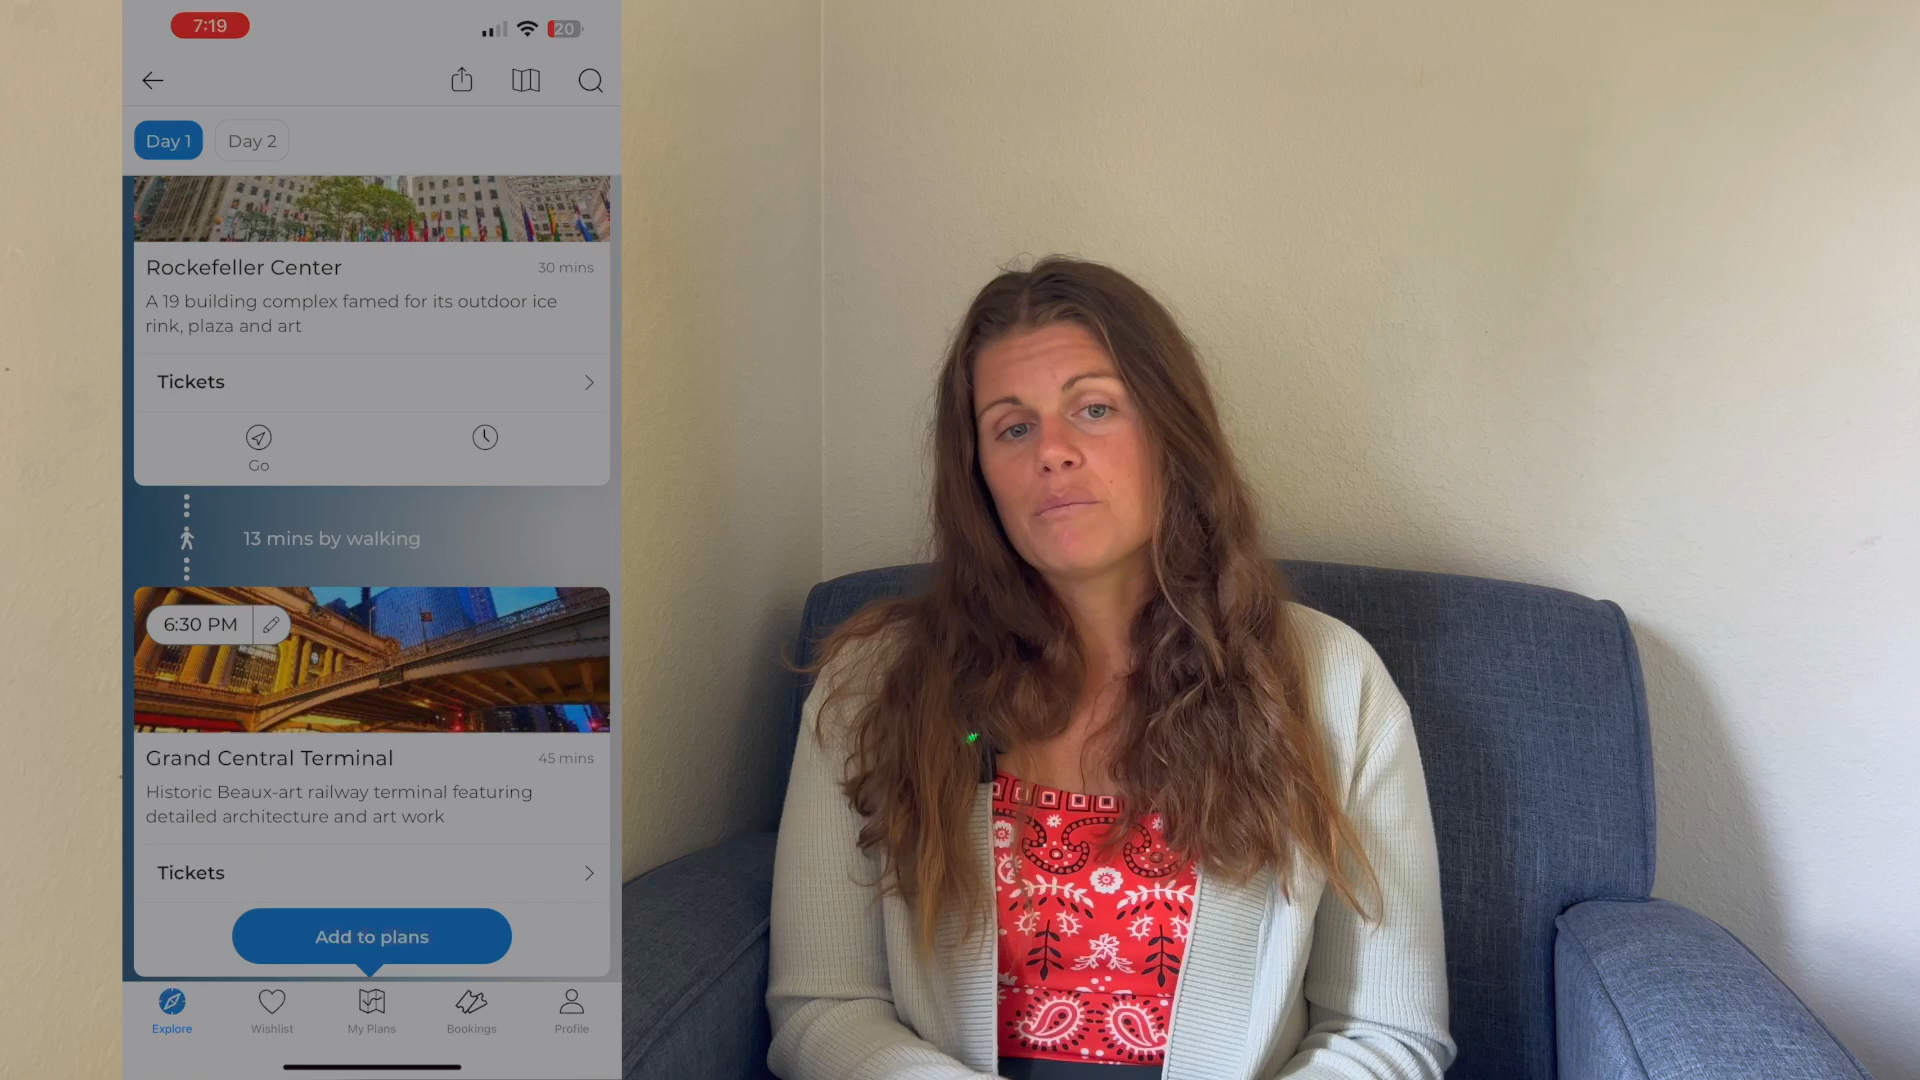 7:19
20
Day 1
Day 2
Rockefeller Center
30 mins
A 19 building complex famed for its outdoor ice
rink, plaza and art
Tickets
Go
13 mins by walking
6:30 PM
Grand Central Terminal
45 mins
Historic Beaux-art railway terminal featuring
detailed architecture and art work
Tickets
Add to plans
Explore
Wishlist
My Plans
Bookings
Profile